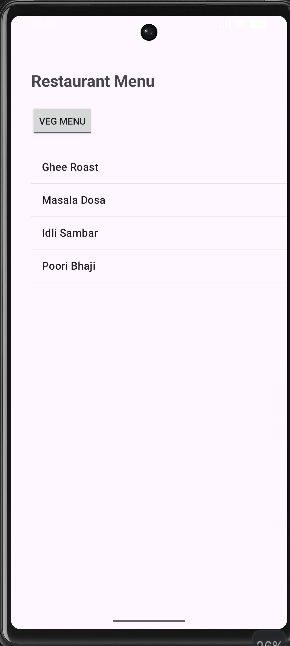 Restaurant Menu
VEG MENU
Ghee Roast
Masala Dosa
Idli Sambar
Poori Bhaji